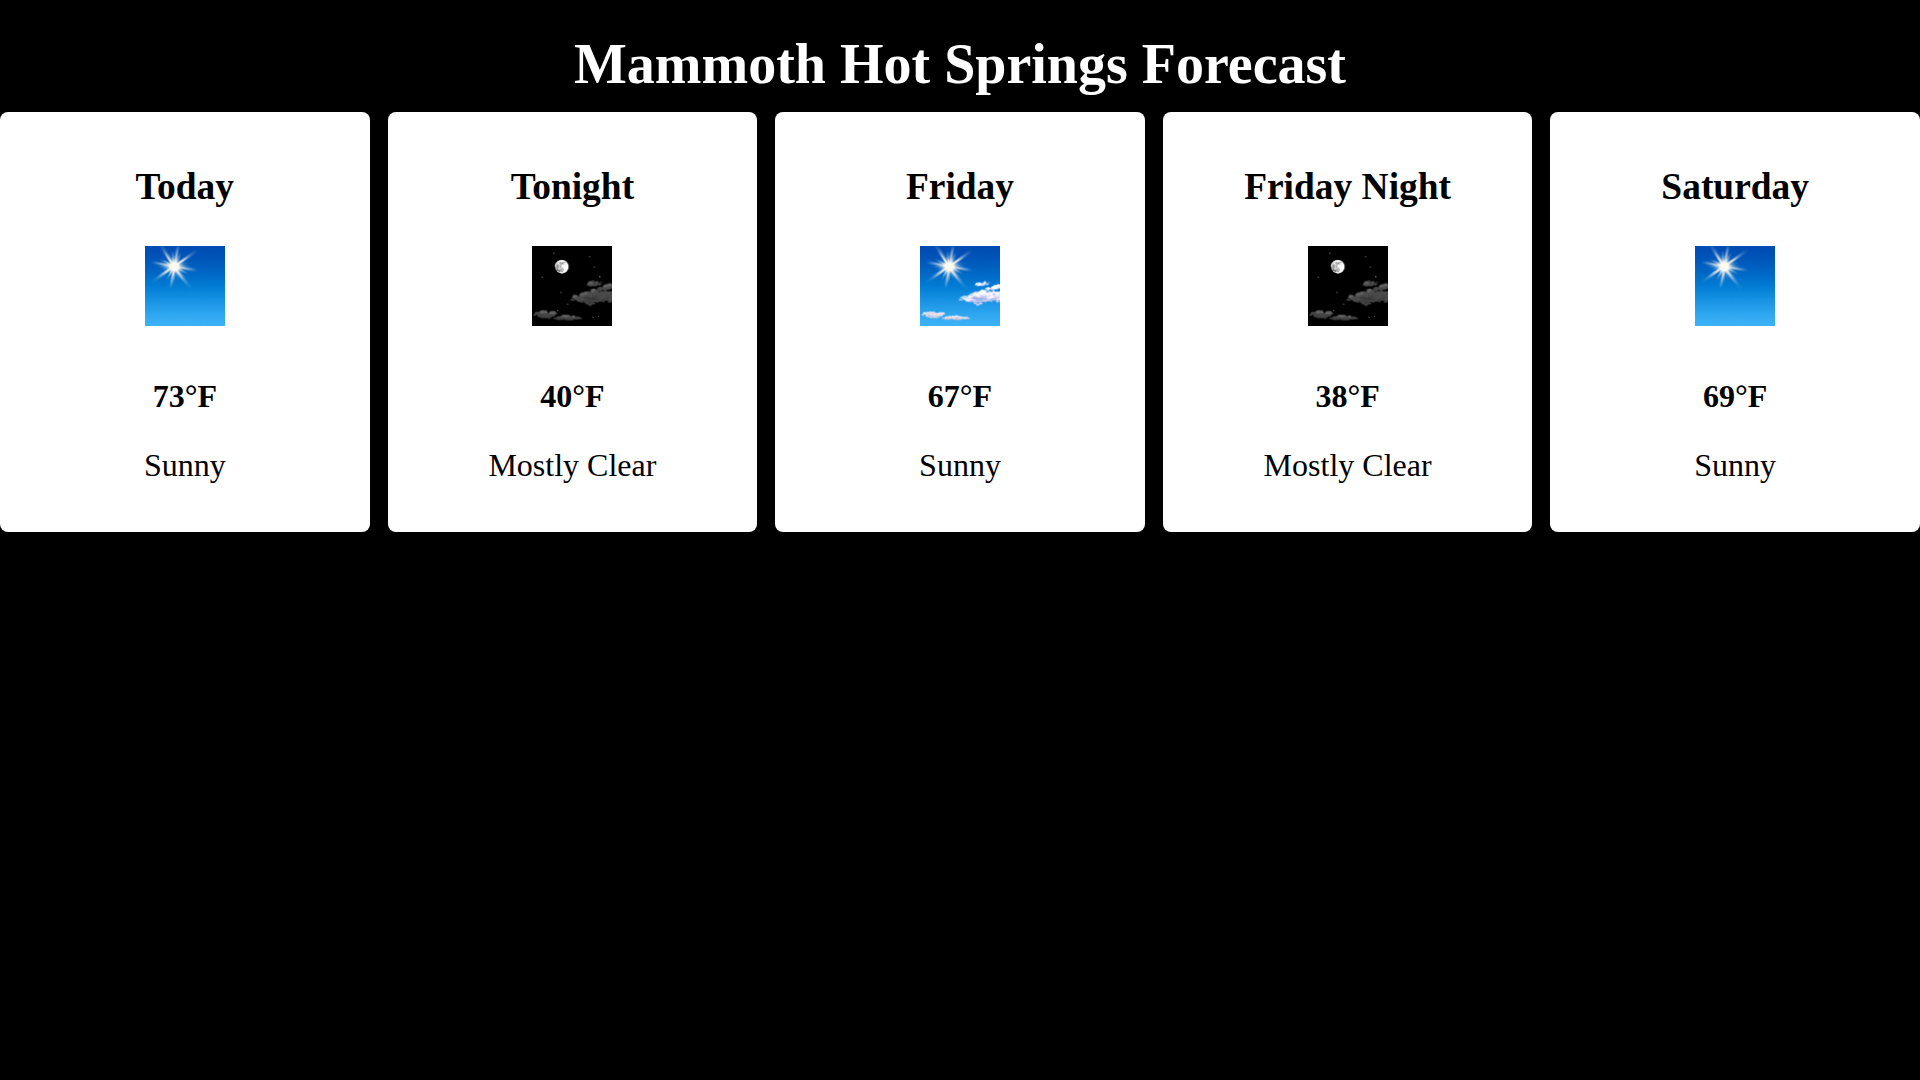 Mammoth Hot Springs Forecast
Today
73°F
Sunny
Tonight
40°F
Mostly Clear
Friday
67°F
Sunny
Friday Night
38°F
Mostly Clear
Saturday
69°F
Sunny